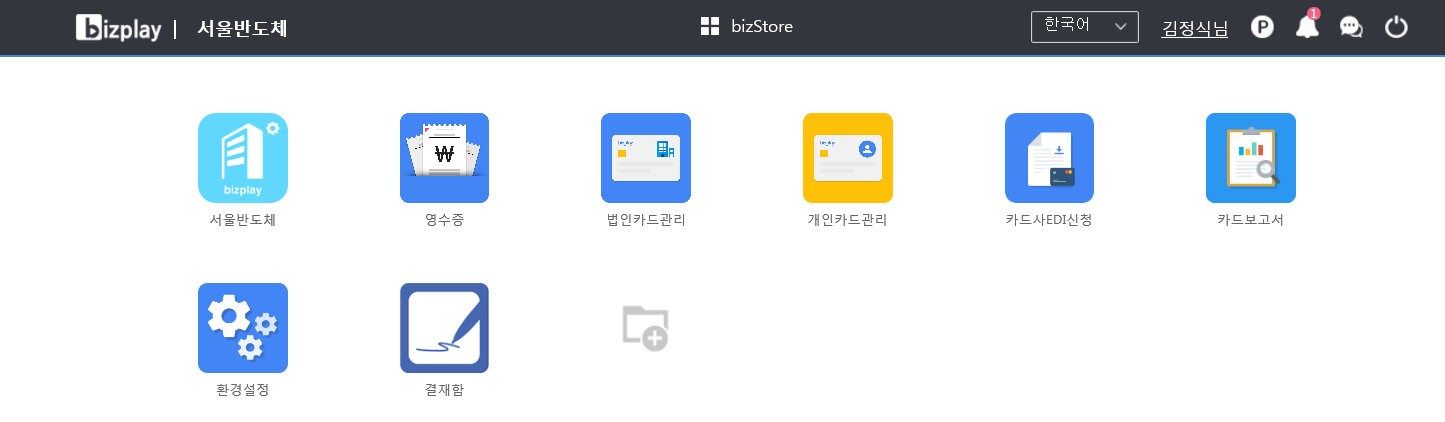 bizplay | 서울반도체
bizStore
한국어
김정식님
P
1
bizplay
서울반도체
₩
영수증
법인카드관리
개인카드관리
카드사EDI신청
카드보고서
환경설정
결재함